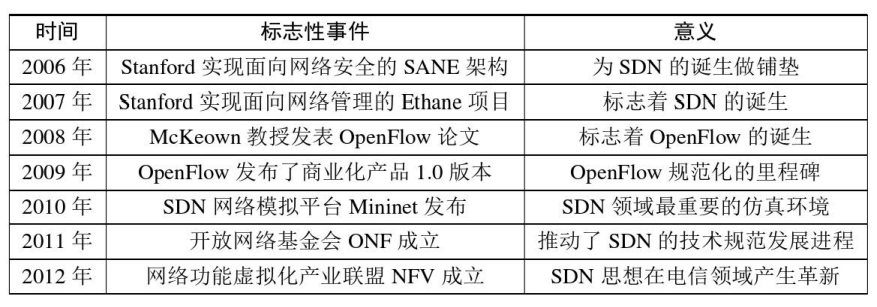 时间 标志性事件 意义
2006 年 Stanford 实现面向网络安全的 SANE 架构 为 SDN 的诞生做铺垫
2007 年 Stanford 实现面向网络管理的 Ethane 项目 标志着 SDN 的诞生
2008 年 McKeown 教授发表 OpenFlow 论文 标志着 OpenFlow 的诞生
2009 年 OpenFlow 发布了商业化产品 1.0 版本 OpenFlow 规范化的里程碑
2010 年 SDN 网络模拟平台 Mininet 发布 SDN 领域最重要的仿真环境
2011 年 开放网络基金会 ONF 成立 推动了 SDN 的技术规范发展进程
2012 年 网络功能虚拟化产业联盟 NFV 成立 SDN 思想在电信领域产生革新